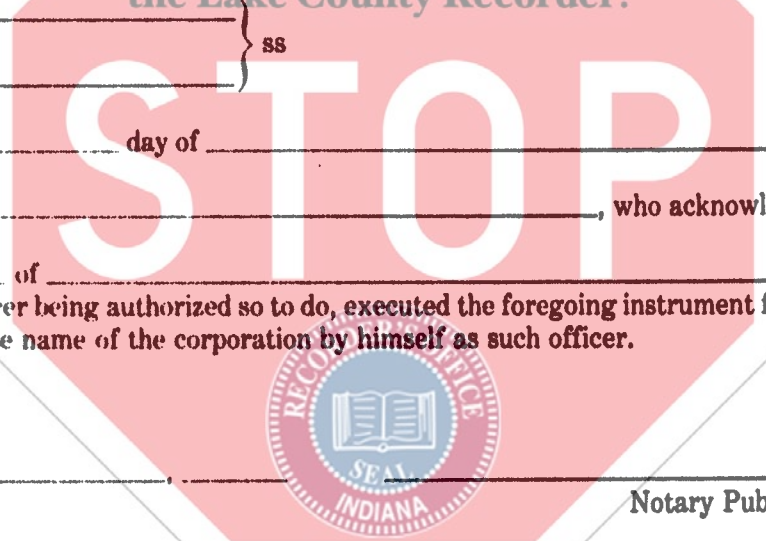 the Lake County Recorder!
ss
STOP
day of
, who acknowl
of
er being authorized so to do, executed the foregoing instrument f
e name of the corporation by himself as such officer.
RECORDER'S OFFICE
SEAL
INDIANA
,
Notary Pub